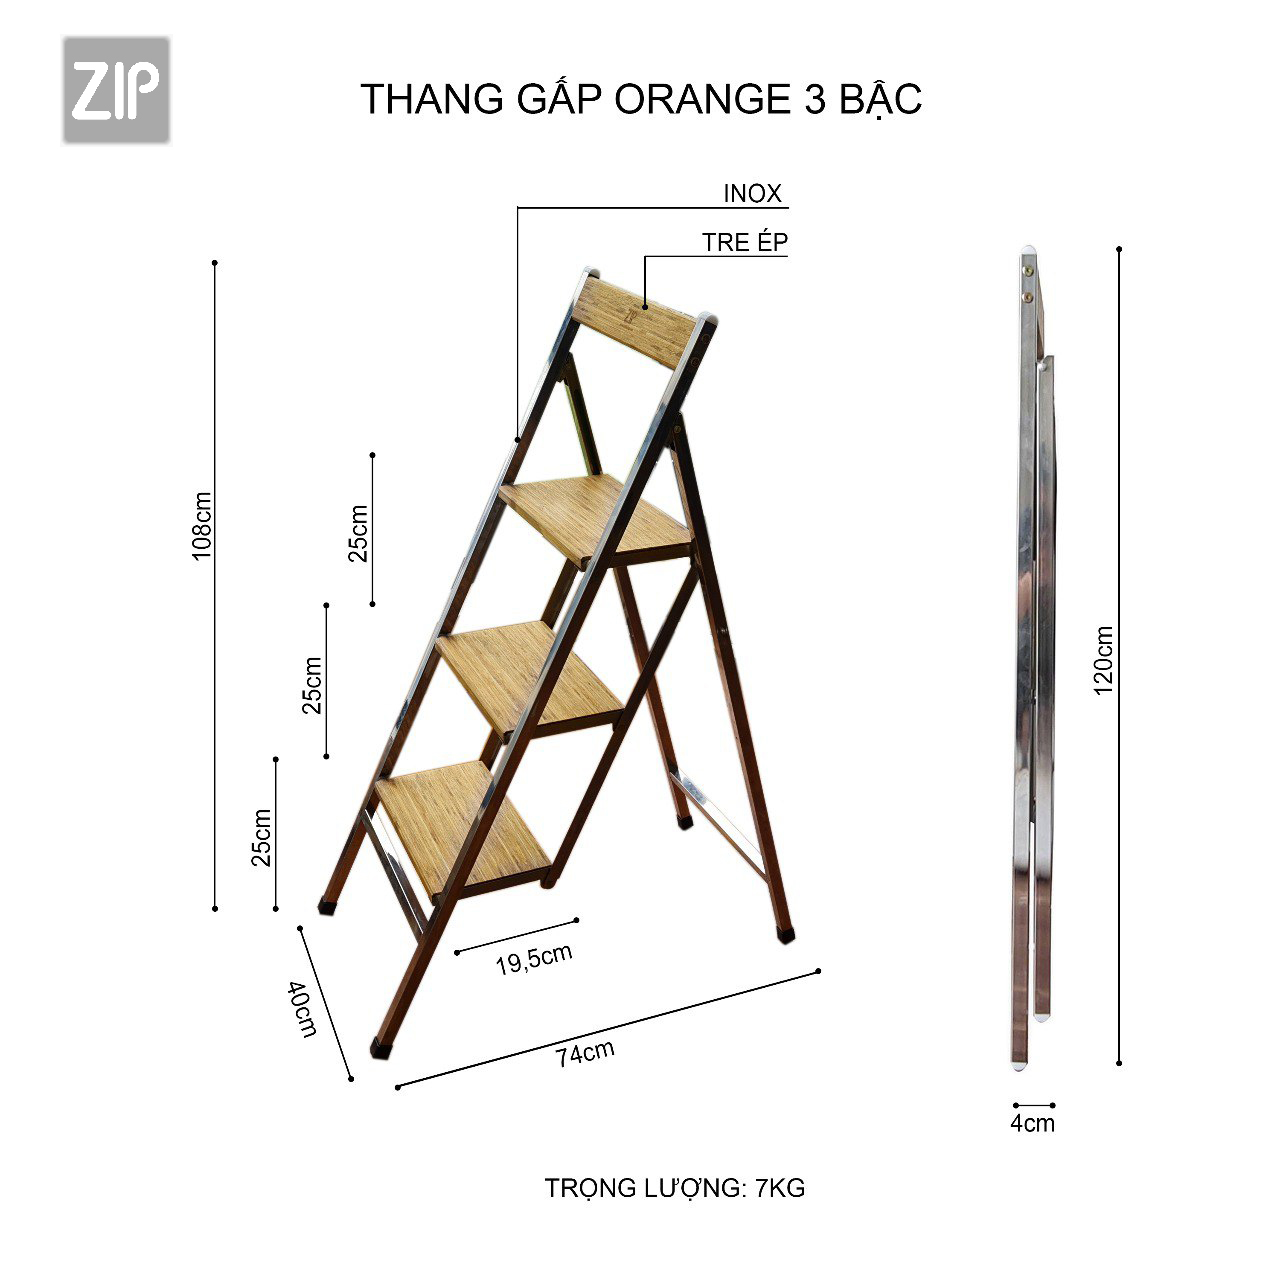 ZIP
THANG GẤP ORANGE 3 BẬC
INOX
TRE ÉP
108cm
25cm
25cm
25cm
120cm
19,5cm
40cm
74cm
4cm
TRỌNG LƯỢNG: 7KG